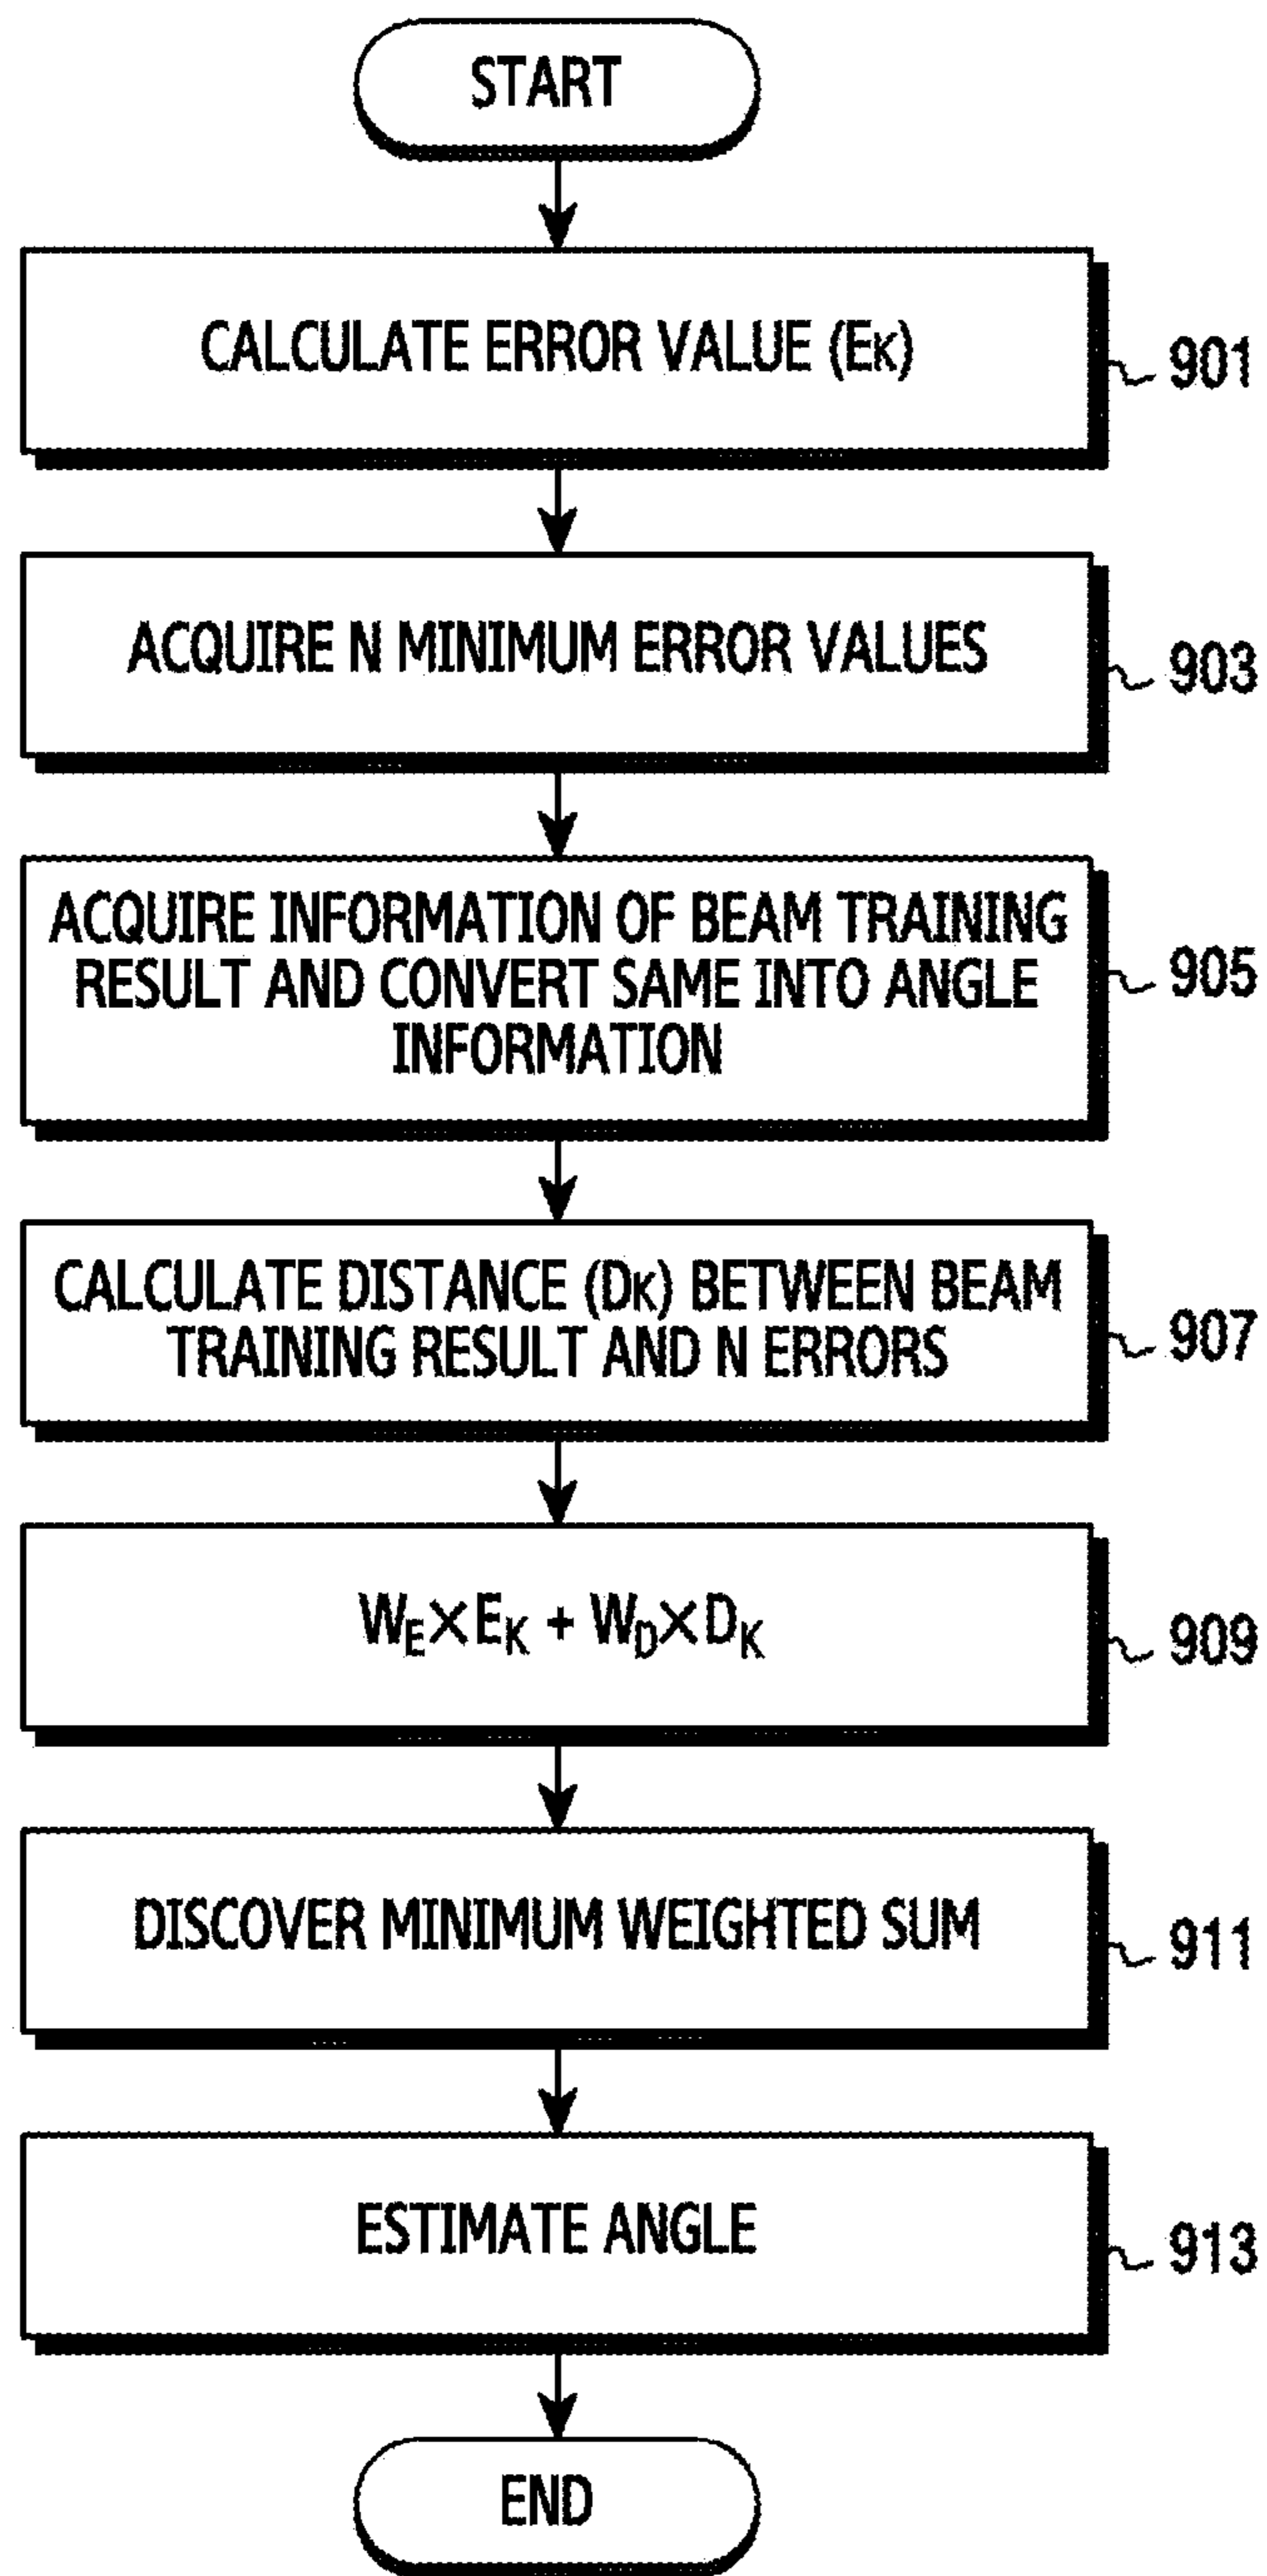 START
CALCULATE ERROR VALUE (EK)
901
ACQUIRE N MINIMUM ERROR VALUES
903
ACQUIRE INFORMATION OF BEAM TRAINING
RESULT AND CONVERT SAME INTO ANGLE
INFORMATION
905
CALCULATE DISTANCE (DK) BETWEEN BEAM
TRAINING RESULT AND N ERRORS
907
WE×EK + WD×DK
909
DISCOVER MINIMUM WEIGHTED SUM
911
ESTIMATE ANGLE
913
END